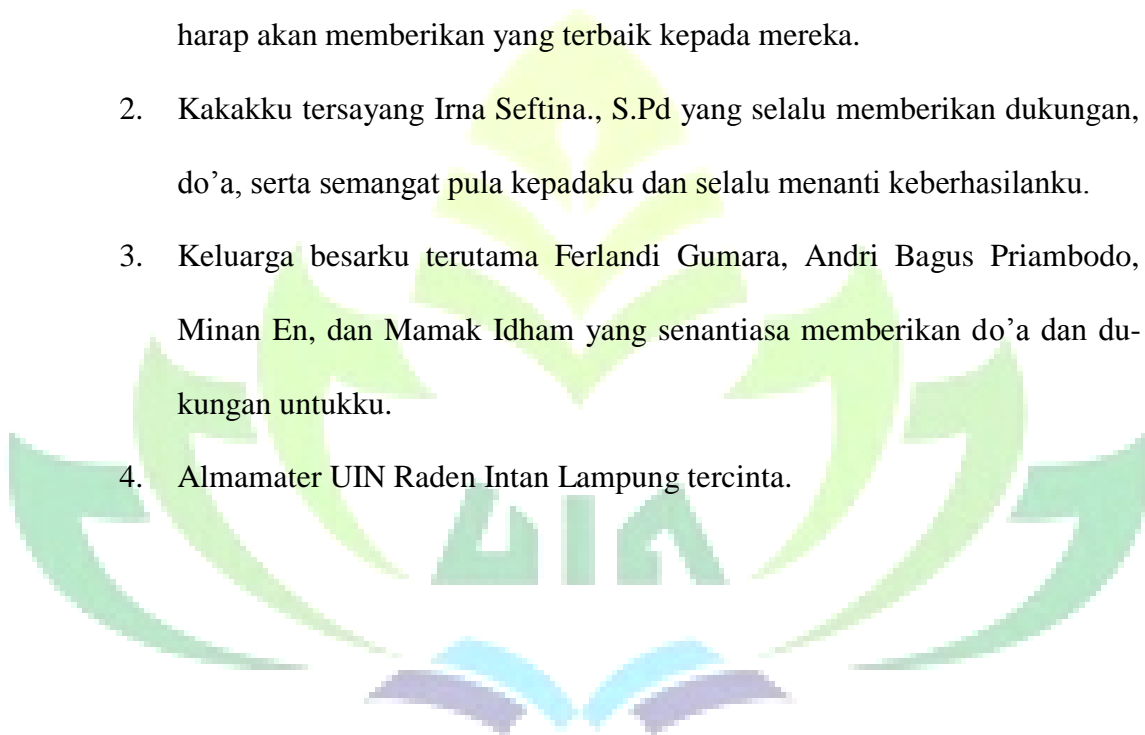 harap akan memberikan yang terbaik kepada mereka.
2. Kakakku tersayang Irna Seftina., S.Pd yang selalu memberikan dukungan,
do’a, serta semangat pula kepadaku dan selalu menanti keberhasilanku.
3. Keluarga besarku terutama Ferlandi Gumara, Andri Bagus Priambodo,
Minan En, dan Mamak Idham yang senantiasa memberikan do’a dan du-
kungan untukku.
4. Almamater UIN Raden Intan Lampung tercinta.
UIN